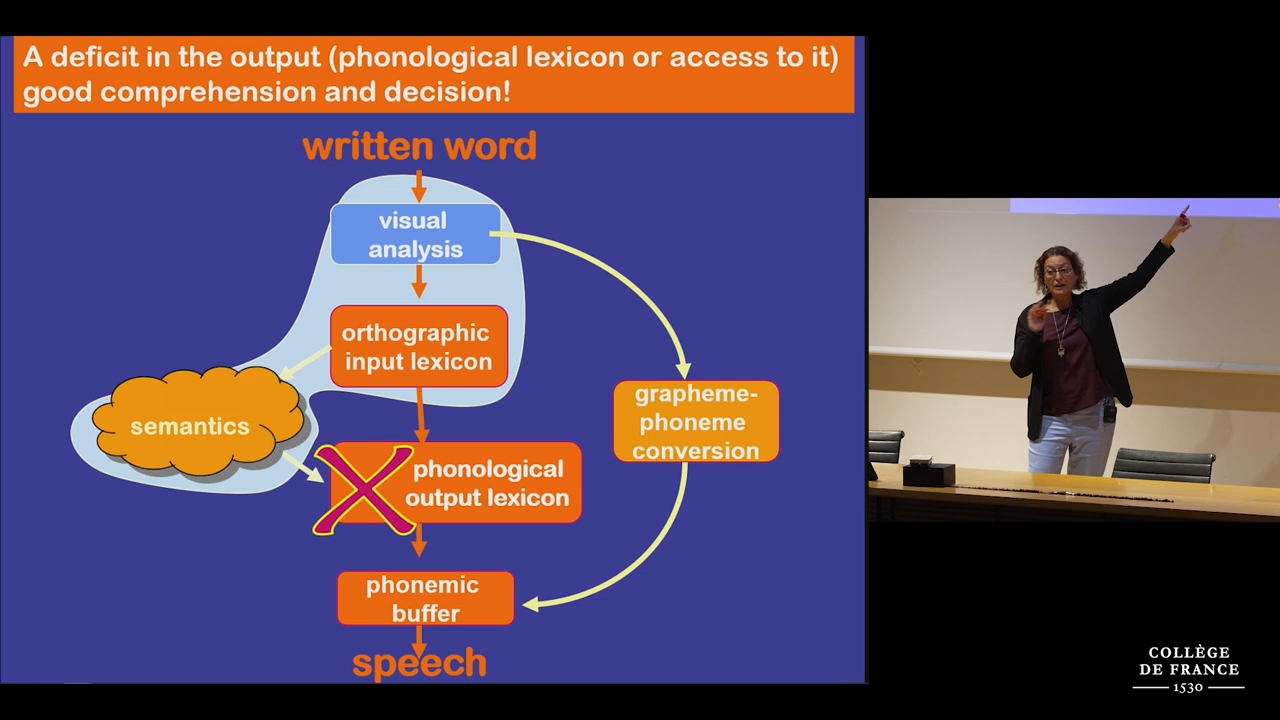 A deficit in the output (phonological lexicon or access to it)
good comprehension and decision!
written word
visual
analysis
orthographic
input lexicon
semantics
grapheme-
phoneme
conversion
phonological
output lexicon
phonemic
buffer
speech
COLLÈGE
DE FRANCE
1530